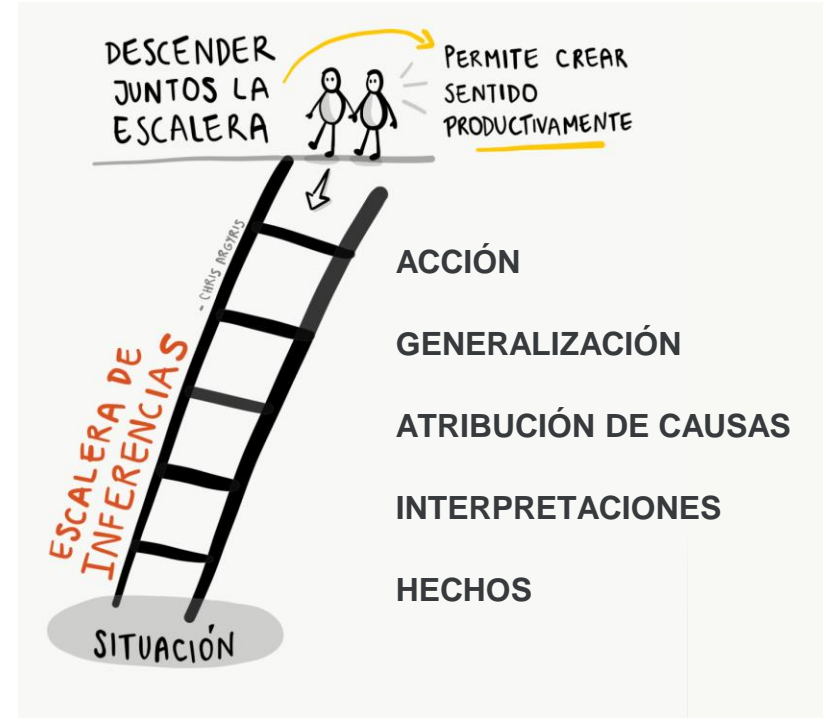 DESCENDER
JUNTOS LA
ESCALERA
PERMITE CREAR
SENTIDO
PRODUCTIVAMENTE
- CHRIS ARGYRIS
ESCALERA DE
INFERENCIAS
ACCIÓN
GENERALIZACIÓN
ATRIBUCIÓN DE CAUSAS
INTERPRETACIONES
HECHOS
SITUACIÓN